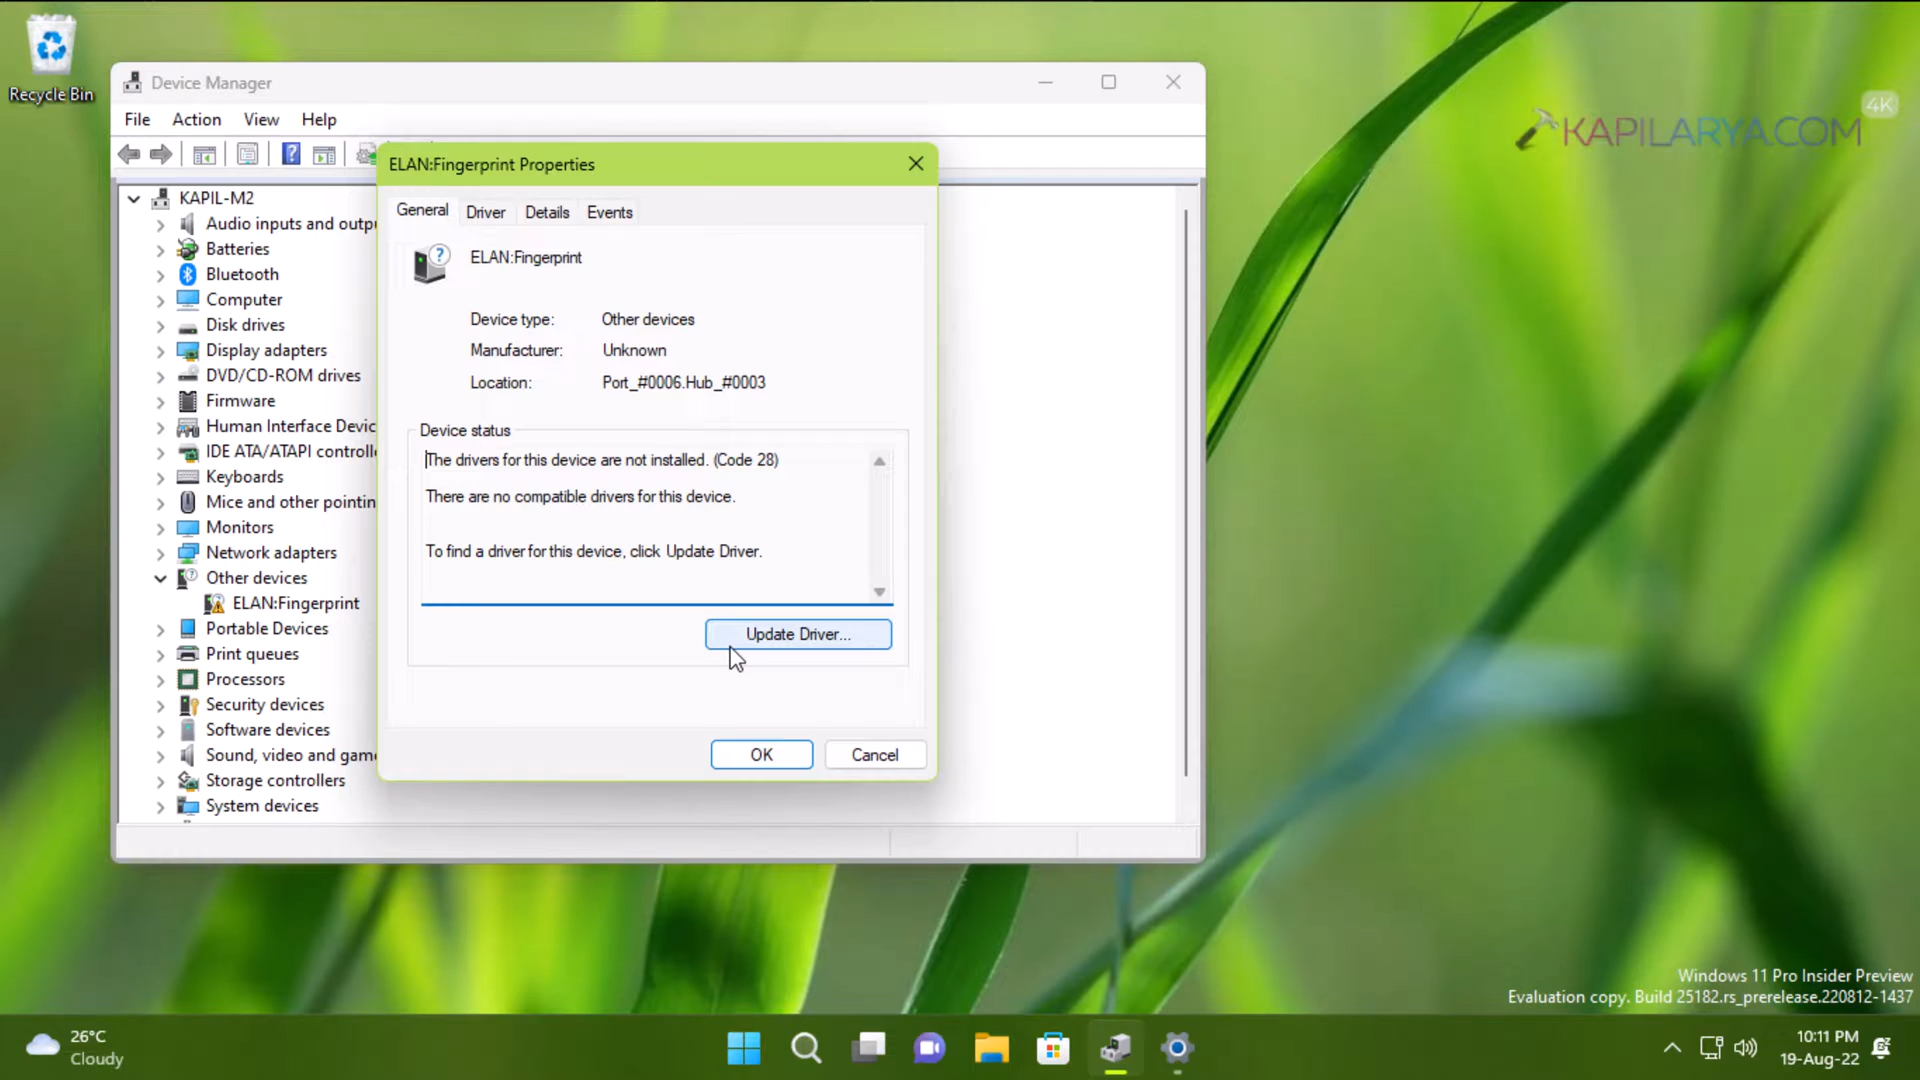 Recycle Bin
Device Manager
File Action View Help
KAPIL-M2
Audio inputs and outpu
Batteries
Bluetooth
Computer
Disk drives
Display adapters
DVD/CD-ROM drives
Firmware
Human Interface Devic
IDE ATA/ATAPI controlle
Keyboards
Mice and other pointin
Monitors
Network adapters
Other devices
ELAN:Fingerprint
Portable Devices
Print queues
Processors
Security devices
Software devices
Sound, video and game
Storage controllers
System devices
ELAN:Fingerprint Properties
General Driver Details Events
ELAN:Fingerprint
Device type: Other devices
Manufacturer: Unknown
Location: Port_#0006.Hub_#0003
Device status
The drivers for this device are not installed. (Code 28)
There are no compatible drivers for this device.
To find a driver for this device, click Update Driver.
Update Driver...
OK Cancel
4K
KAPILARYA.COM
Windows 11 Pro Insider Preview
Evaluation copy. Build 25182.rs_prerelease.220812-1437
26°C
Cloudy
10:11 PM
19-Aug-22